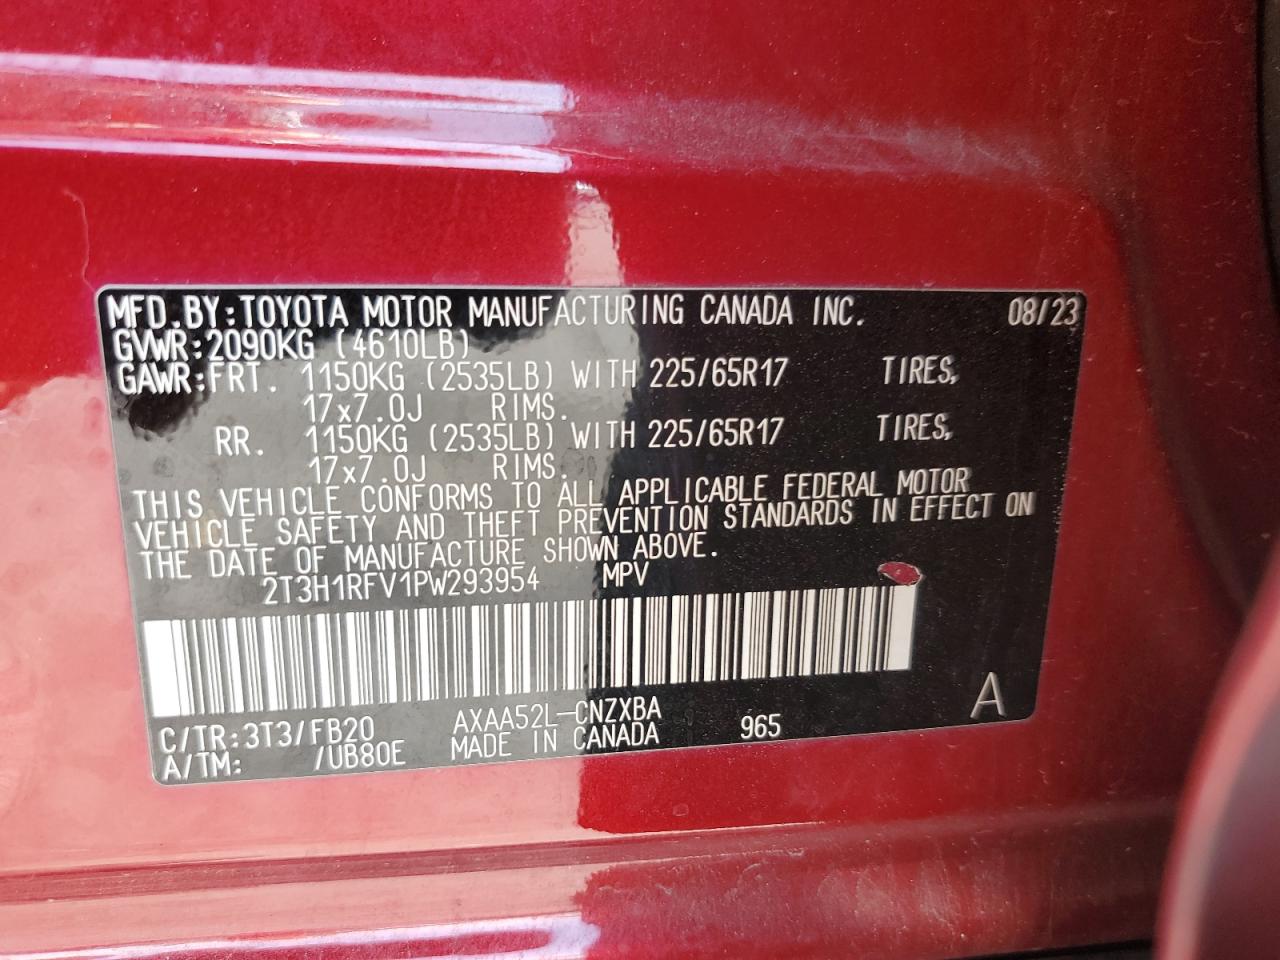 MFD.BY:TOYOTA MOTOR MANUFACTURING CANADA INC. 08/23
GVWR:2090KG (4610LB)
GAWR:FRT. 1150KG (2535LB) WITH 225/65R17 TIRES,
17x7.0J RIMS.
RR. 1150KG (2535LB) WITH 225/65R17 TIRES,
17x7.0J RIMS.
THIS VEHICLE CONFORMS TO ALL APPLICABLE FEDERAL MOTOR
VEHICLE SAFETY AND THEFT PREVENTION STANDARDS IN EFFECT ON
THE DATE OF MANUFACTURE SHOWN ABOVE.
2T3H1RFV1PW293954 MPV
A
C/TR:3T3/FB20 AXAA52L-CNZXBA 965
A/TM: /UB80E MADE IN CANADA